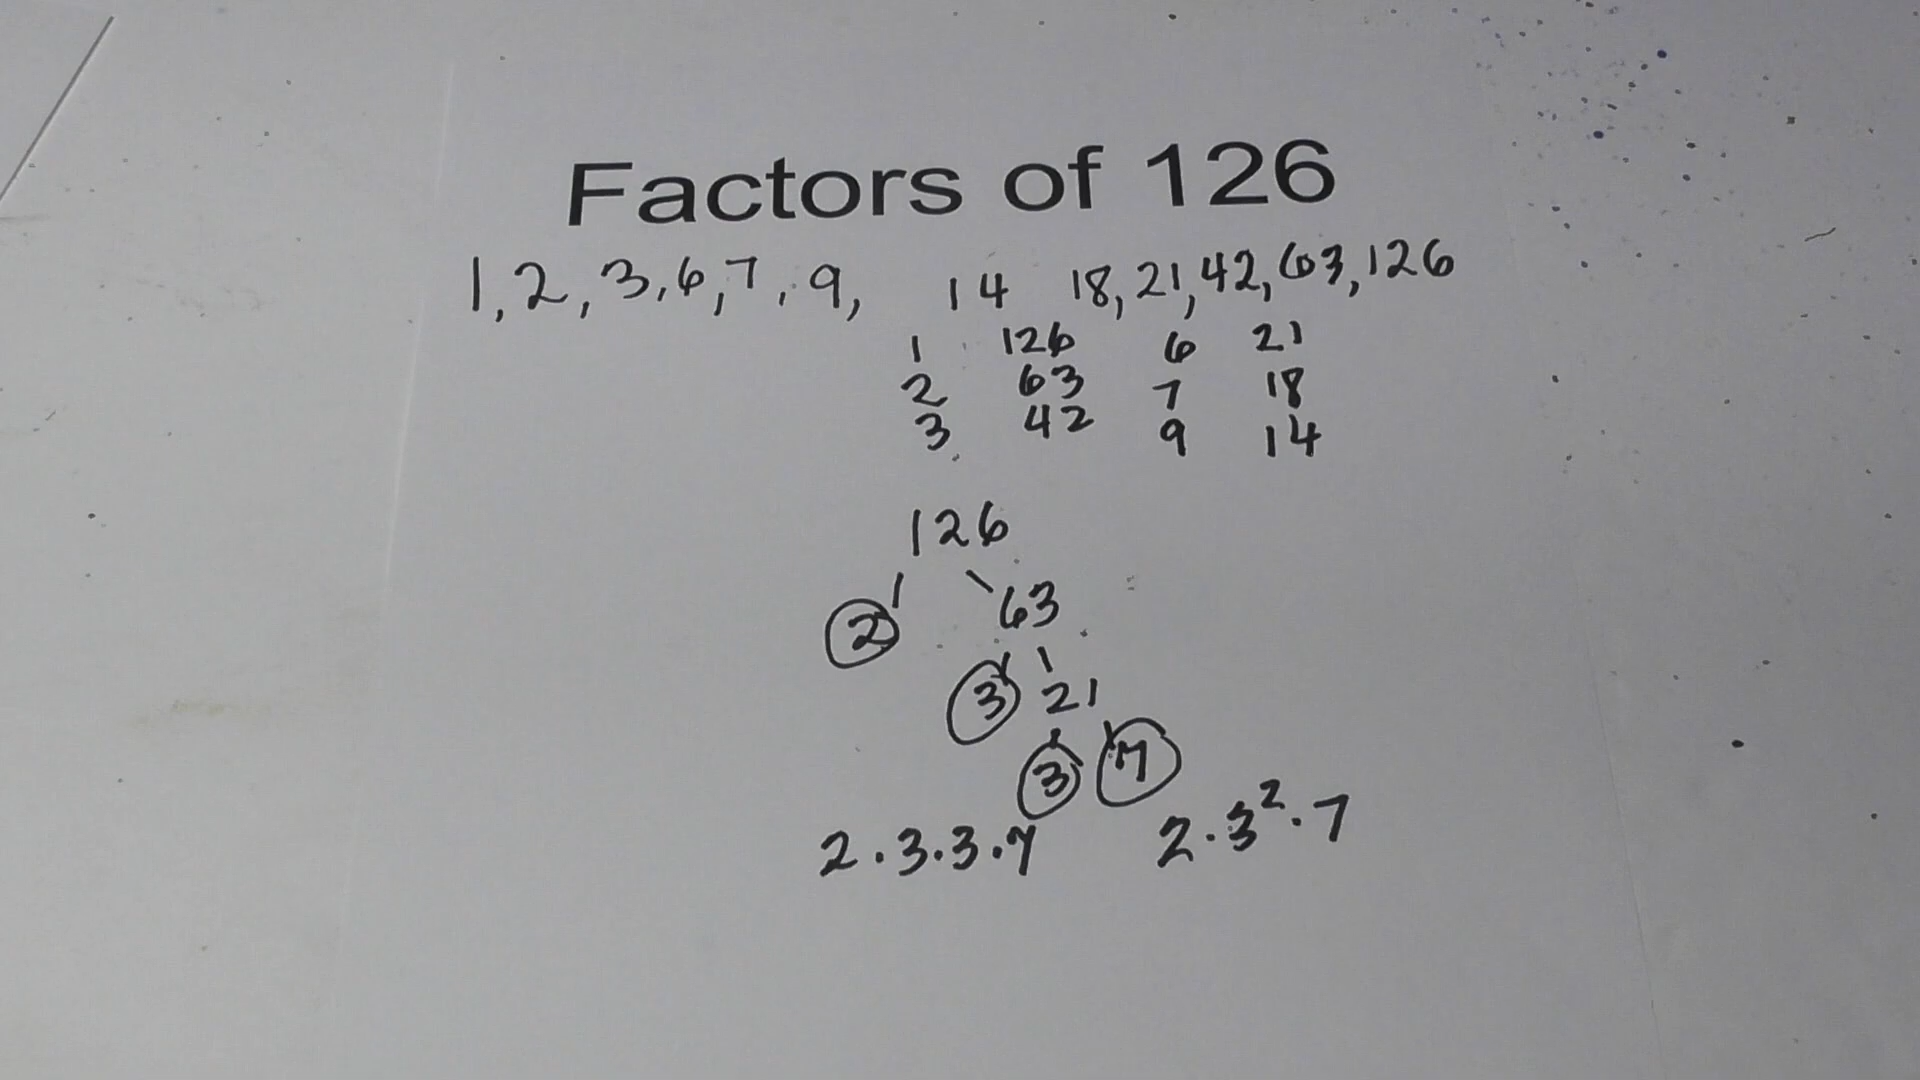 Factors of 126
1, 2, 3, 6, 7, 9, 14 18, 21, 42, 63, 126
1 126 6 21
2 63 7 18
3 42 9 14
126
2 63
3 21
3 7
2·3·3·7 2·3²·7